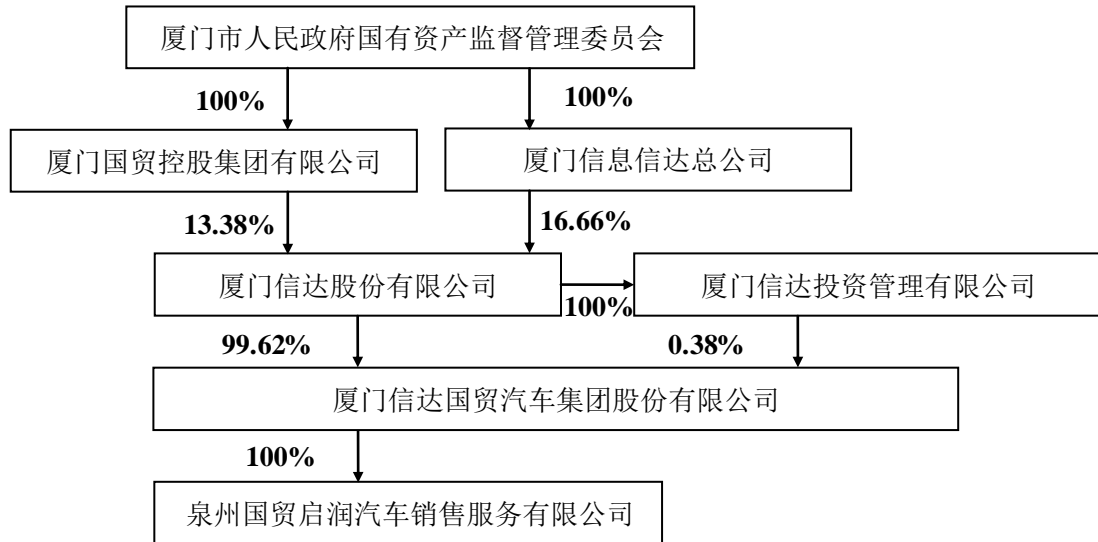 厦门市人民政府国有资产监督管理委员会
100%
100%
厦门国贸控股集团有限公司
厦门信息信达总公司
13.38%
16.66%
厦门信达股份有限公司
100%
厦门信达投资管理有限公司
99.62%
0.38%
厦门信达国贸汽车集团股份有限公司
100%
泉州国贸启润汽车销售服务有限公司